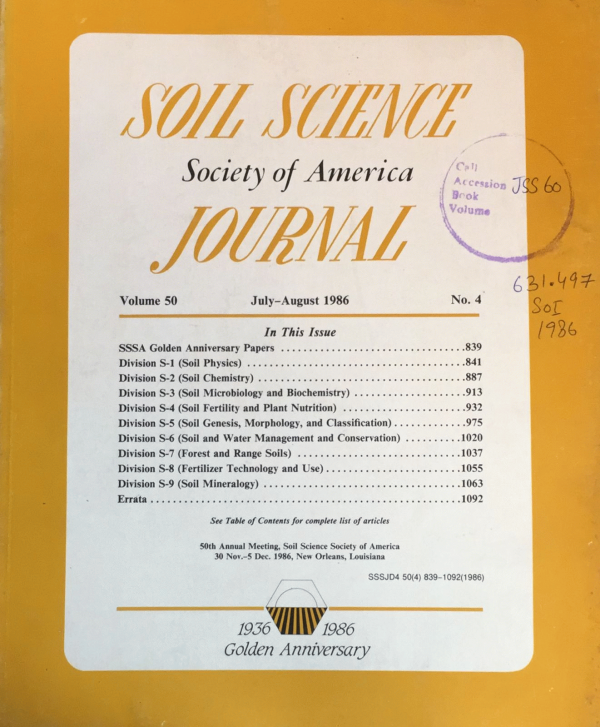 SOIL SCIENCE
Society of America
JOURNAL
Call
Accession JSS 60
Book
Volume
631.497
SOI
1986
Volume 50 July–August 1986 No. 4
In This Issue
SSSA Golden Anniversary Papers ..............................839
Division S-1 (Soil Physics) ..............................841
Division S-2 (Soil Chemistry) ..............................887
Division S-3 (Soil Microbiology and Biochemistry) ..............................913
Division S-4 (Soil Fertility and Plant Nutrition) ..............................932
Division S-5 (Soil Genesis, Morphology, and Classification) ..............................975
Division S-6 (Soil and Water Management and Conservation) ..............................1020
Division S-7 (Forest and Range Soils) ..............................1037
Division S-8 (Fertilizer Technology and Use) ..............................1055
Division S-9 (Soil Mineralogy) ..............................1063
Errata ..............................1092
See Table of Contents for complete list of articles
50th Annual Meeting, Soil Science Society of America
30 Nov.–5 Dec. 1986, New Orleans, Louisiana
SSSJD4 50(4) 839–1092(1986)
1936 1986
Golden Anniversary